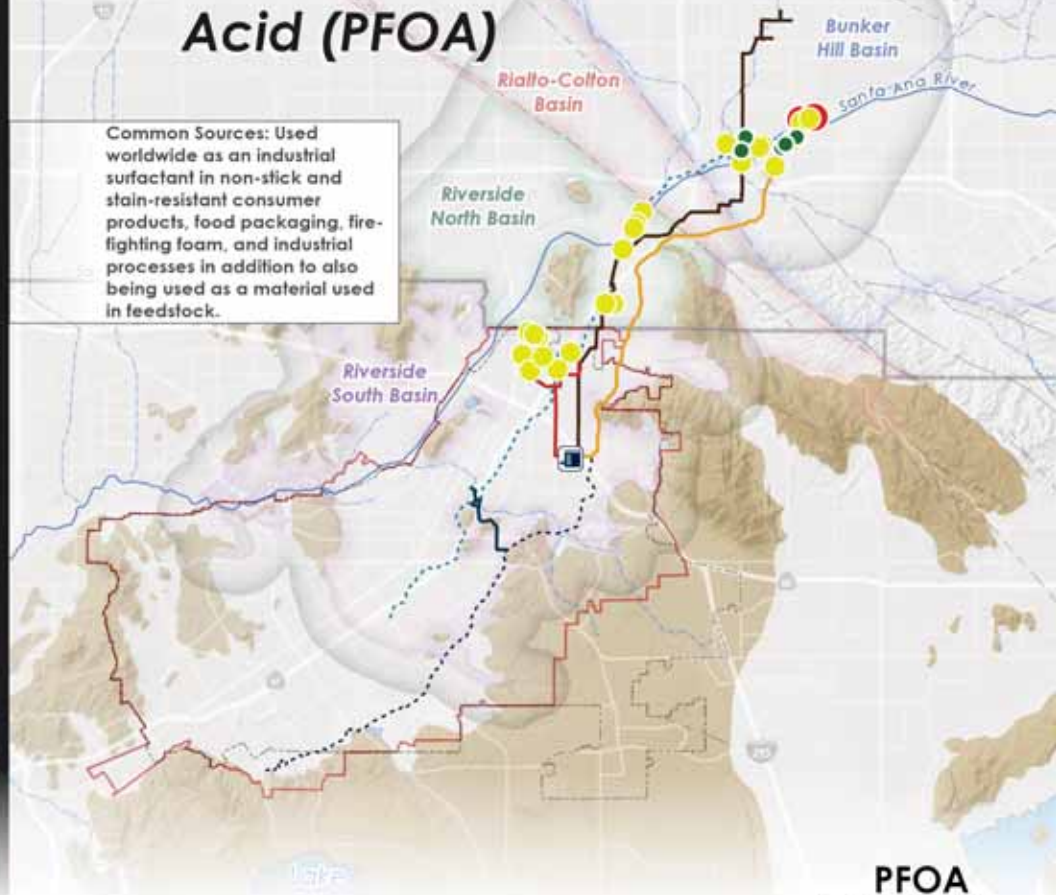 Acid (PFOA)
Bunker
Hill Basin
Rialto-Colton
Basin
Santa Ana River
Common Sources: Used
worldwide as an industrial
surfactant in non-stick and
stain-resistant consumer
products, food packaging, fire-
fighting foam, and industrial
processes in addition to also
being used as a material used
in feedstock.
Riverside
North Basin
Riverside
South Basin
Lake
PFOA